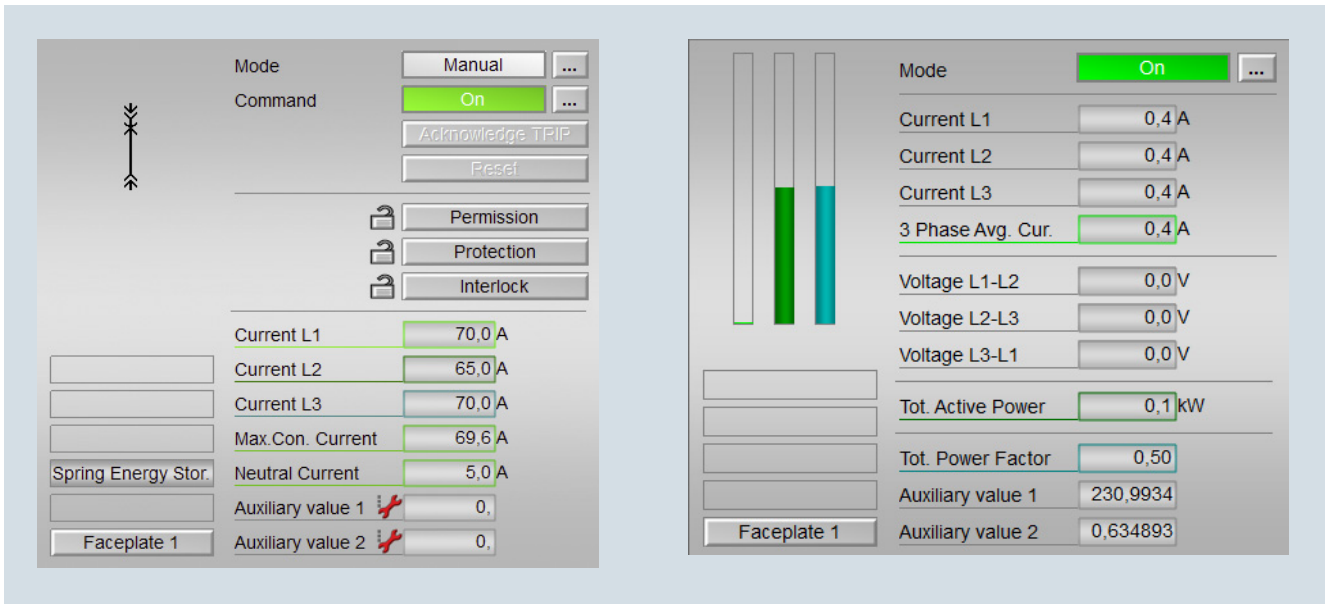 Mode Manual ...
Command On ...
Acknowledge TRIP
Reset
Permission
Protection
Interlock
Current L1 70,0 A
Current L2 65,0 A
Current L3 70,0 A
Max.Con. Current 69,6 A
Spring Energy Stor. Neutral Current 5,0 A
Auxiliary value 1 0,
Faceplate 1 Auxiliary value 2 0,
Mode On ...
Current L1 0,4 A
Current L2 0,4 A
Current L3 0,4 A
3 Phase Avg. Cur. 0,4 A
Voltage L1-L2 0,0 V
Voltage L2-L3 0,0 V
Voltage L3-L1 0,0 V
Tot. Active Power 0,1 kW
Tot. Power Factor 0,50
Auxiliary value 1 230,9934
Faceplate 1 Auxiliary value 2 0,634893